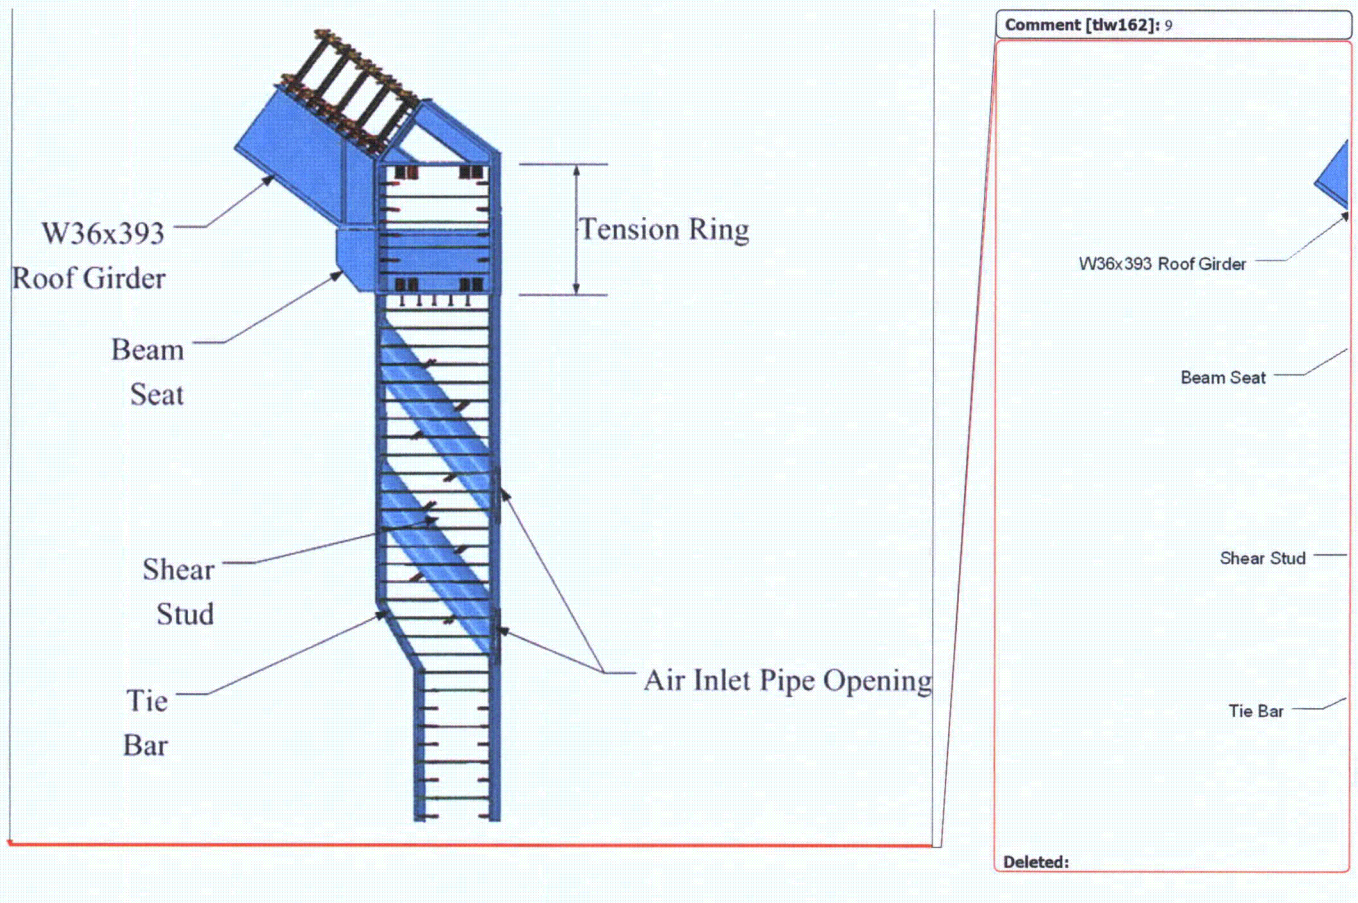 Comment [tlw162]: 9
W36x393
Roof Girder
Tension Ring
Beam
Seat
Shear
Stud
Air Inlet Pipe Opening
Tie
Bar
W36x393 Roof Girder
Beam Seat
Shear Stud
Tie Bar
Deleted: